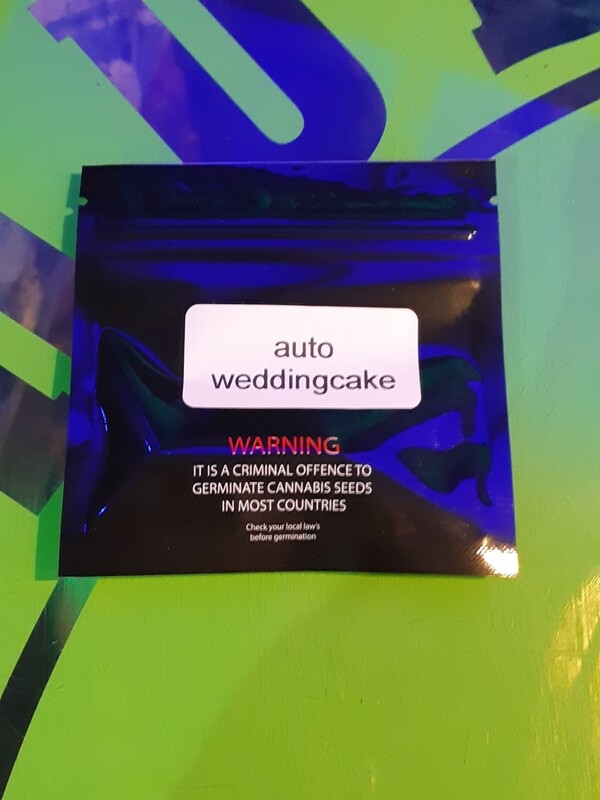 auto
weddingcake
WARNING
IT IS A CRIMINAL OFFENCE TO
GERMINATE CANNABIS SEEDS
IN MOST COUNTRIES
Check your local law's
before germination